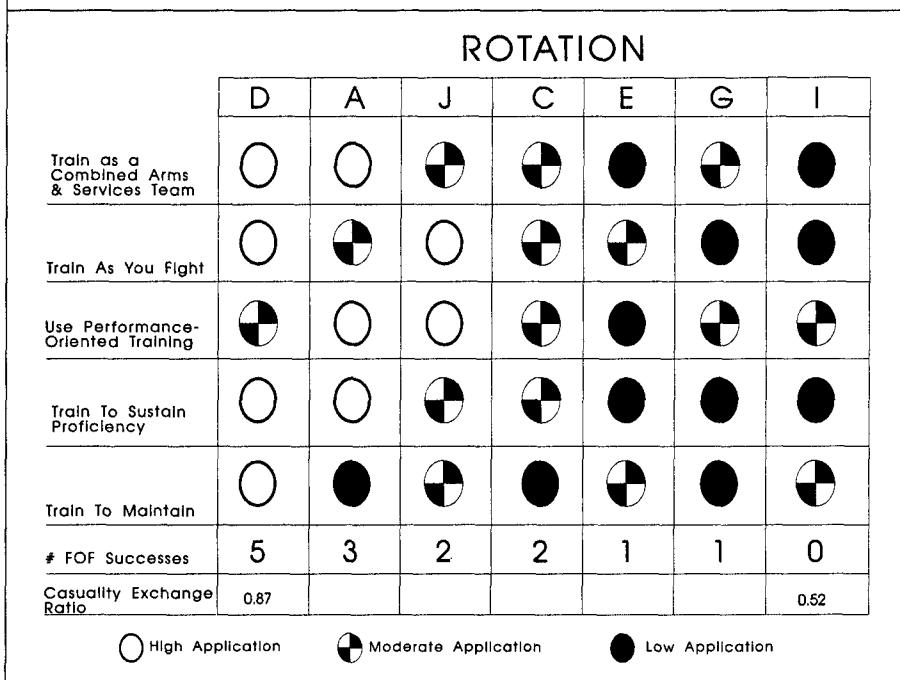 ROTATION
D A J C E G I
Train as a
Combined Arms
& Services Team
Train As You Fight
Use Performance-
Oriented Training
Train To Sustain
Proficiency
Train To Maintain
# FOF Successes 5 3 2 2 1 1 0
Casuality Exchange
Ratio 0.87 0.52
High Application Moderate Application Low Application